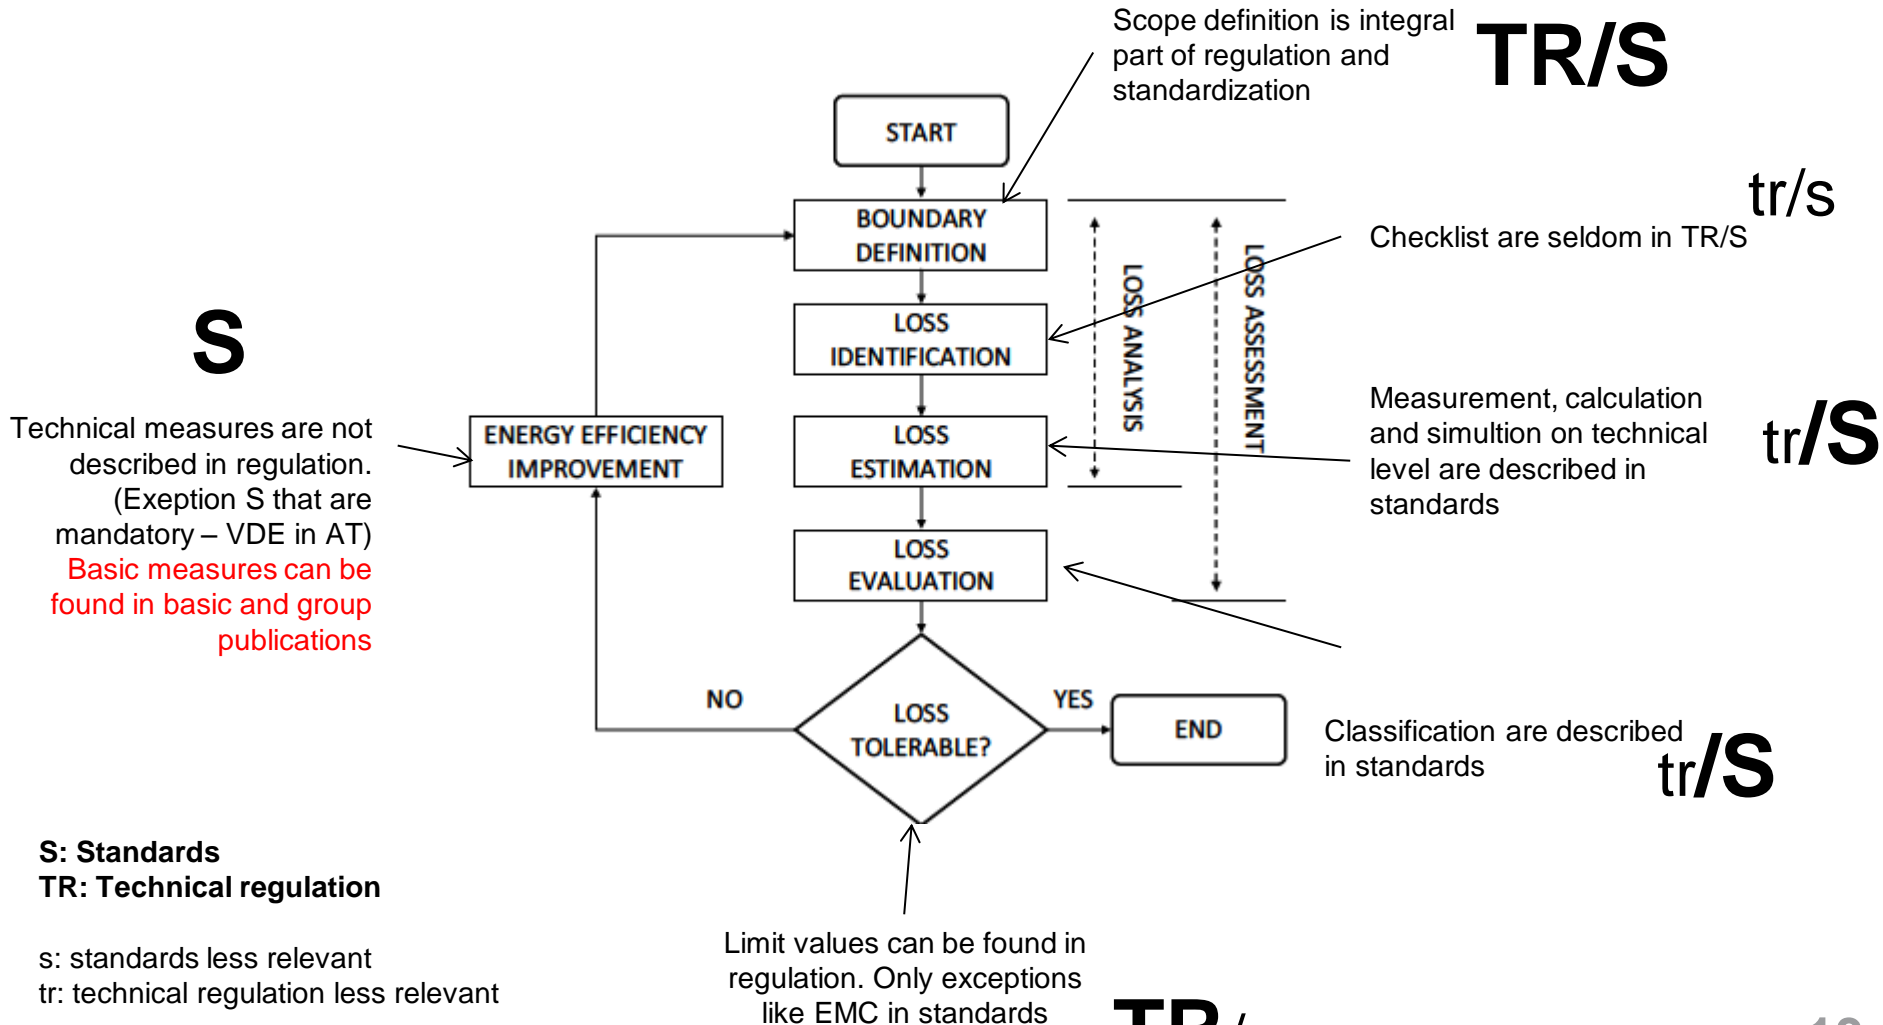 Scope definition is integral
part of regulation and
standardization
TR/S
START
tr/s
BOUNDARY
DEFINITION
Checklist are seldom in TR/S
LOSS ANALYSIS
LOSS ASSESSMENT
LOSS
IDENTIFICATION
S
Technical measures are not
described in regulation.
(Exeption S that are
mandatory – VDE in AT)
Basic measures can be
found in basic and group
publications
ENERGY EFFICIENCY
IMPROVEMENT
LOSS
ESTIMATION
Measurement, calculation
and simultion on technical
level are described in
standards
tr/S
LOSS
EVALUATION
NO
LOSS
TOLERABLE?
YES
END
Classification are described
in standards
tr/S
S: Standards
TR: Technical regulation
s: standards less relevant
tr: technical regulation less relevant
Limit values can be found in
regulation. Only exceptions
like EMC in standards
TR/